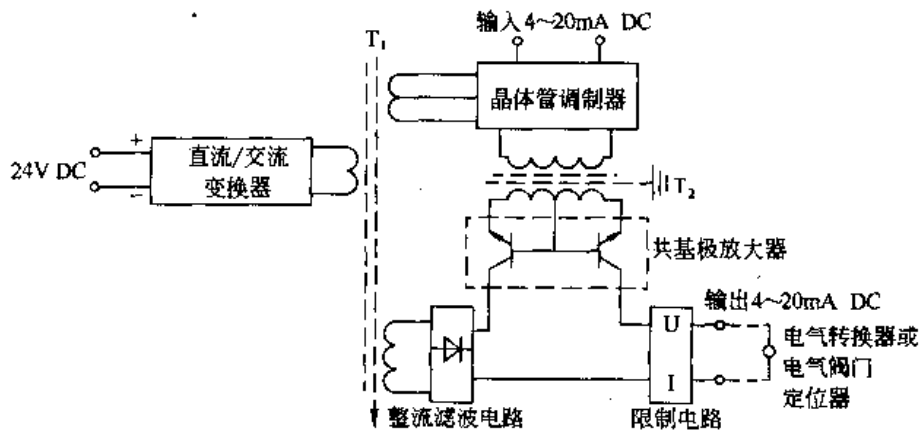 输入4~20mA DC
T₁
晶体管调制器
+
24V DC
−
直流/交流
变换器
T₂
共基极放大器
输出4~20mA DC
U
I
电气转换器或
电气阀门
定位器
整流滤波电路
限制电路